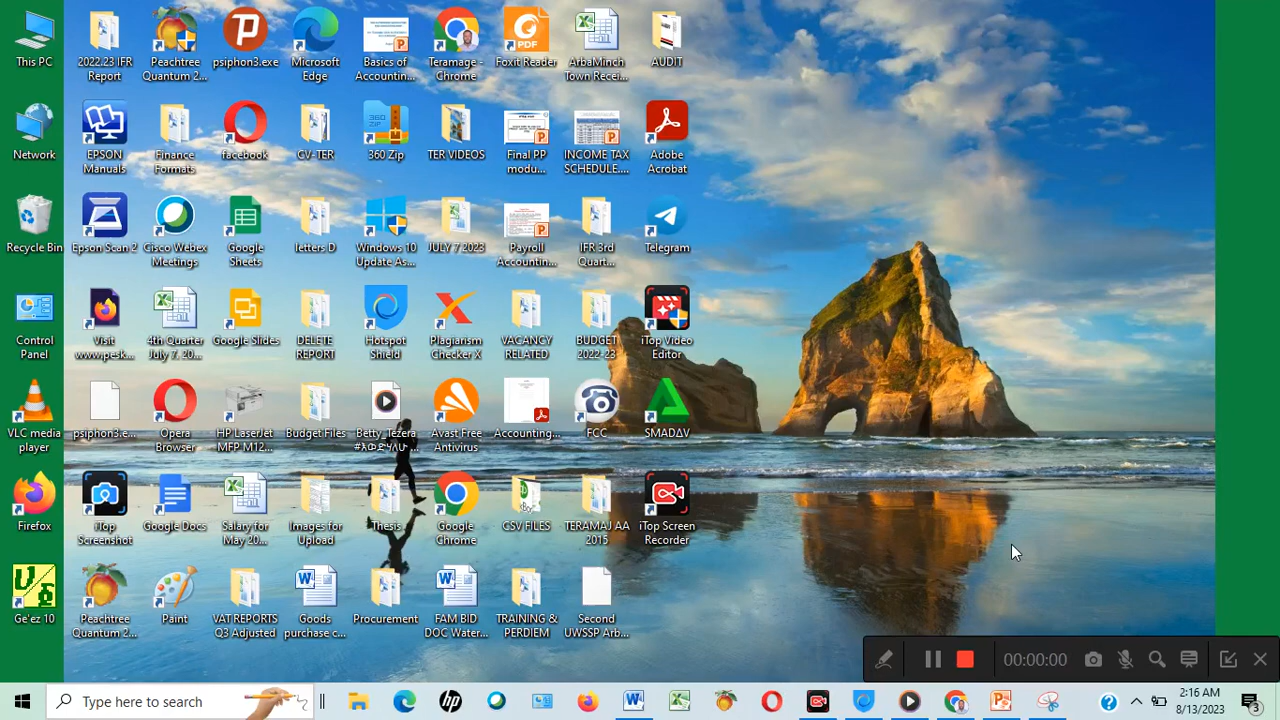 This PC
2022.23 IFR
Report
Peachtree
Quantum 2...
psiphon3.exe
Microsoft
Edge
Basics of
Accountin...
Teramage -
Chrome
Foxit Reader
ArbaMinch
Town Recei...
AUDIT
Network
EPSON
Manuals
Finance
Formats
facebook
CV-TER
360 Zip
TER VIDEOS
Final PP
modu...
INCOME TAX
SCHEDULE....
Adobe
Acrobat
Recycle Bin
Epson Scan 2
Cisco Webex
Meetings
Google
Sheets
letters D
Windows 10
Update As...
JULY 7 2023
Payroll
Accountin...
IFR 3rd
Quart...
Telegram
Control
Panel
Visit
www.pesk...
4th Quarter
July 7, 20...
Google Slides
DELETE
REPORT
Hotspot
Shield
Plagiarism
Checker X
VACANCY
RELATED
BUDGET
2022-23
iTop Video
Editor
VLC media
player
psiphon3.e...
Opera
Browser
HP LaserJet
MFP M12...
Budget Files
Betty_Tezera
Avast Free
Antivirus
Accounting...
FCC
SMADΔV
Firefox
iTop
Screenshot
Google Docs
Salary for
May 20...
Images for
Upload
Thesis
Google
Chrome
CSV FILES
TERAMAJ AA
2015
iTop Screen
Recorder
Ge'ez 10
Peachtree
Quantum 2...
Paint
VAT REPORTS
Q3 Adjusted
Goods
purchase c...
Procurement
FAM BID
DOC Water...
TRAINING &
PERDIEM
Second
UWSSP Arb...
00:00:00
Type here to search
2:16 AM
8/13/2023
3